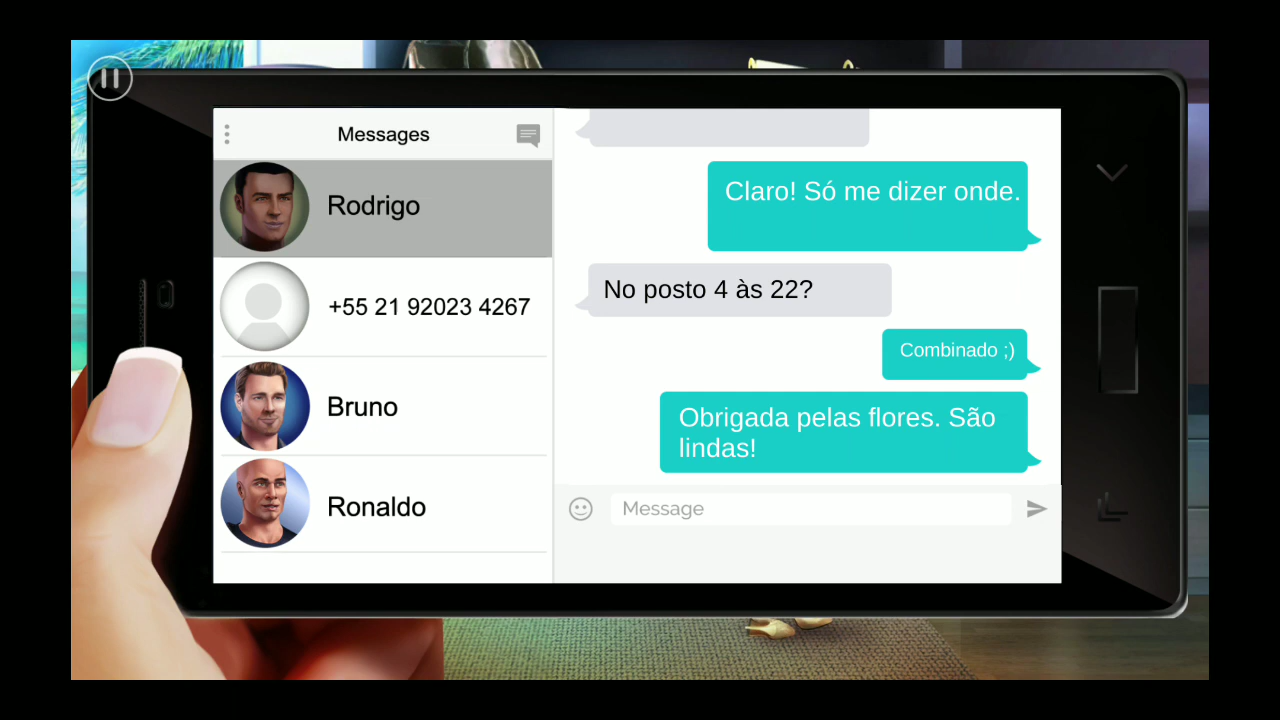 Messages
Rodrigo
+55 21 92023 4267
Bruno
Ronaldo
Claro! Só me dizer onde.
No posto 4 às 22?
Combinado ;)
Obrigada pelas flores. São
lindas!
Message